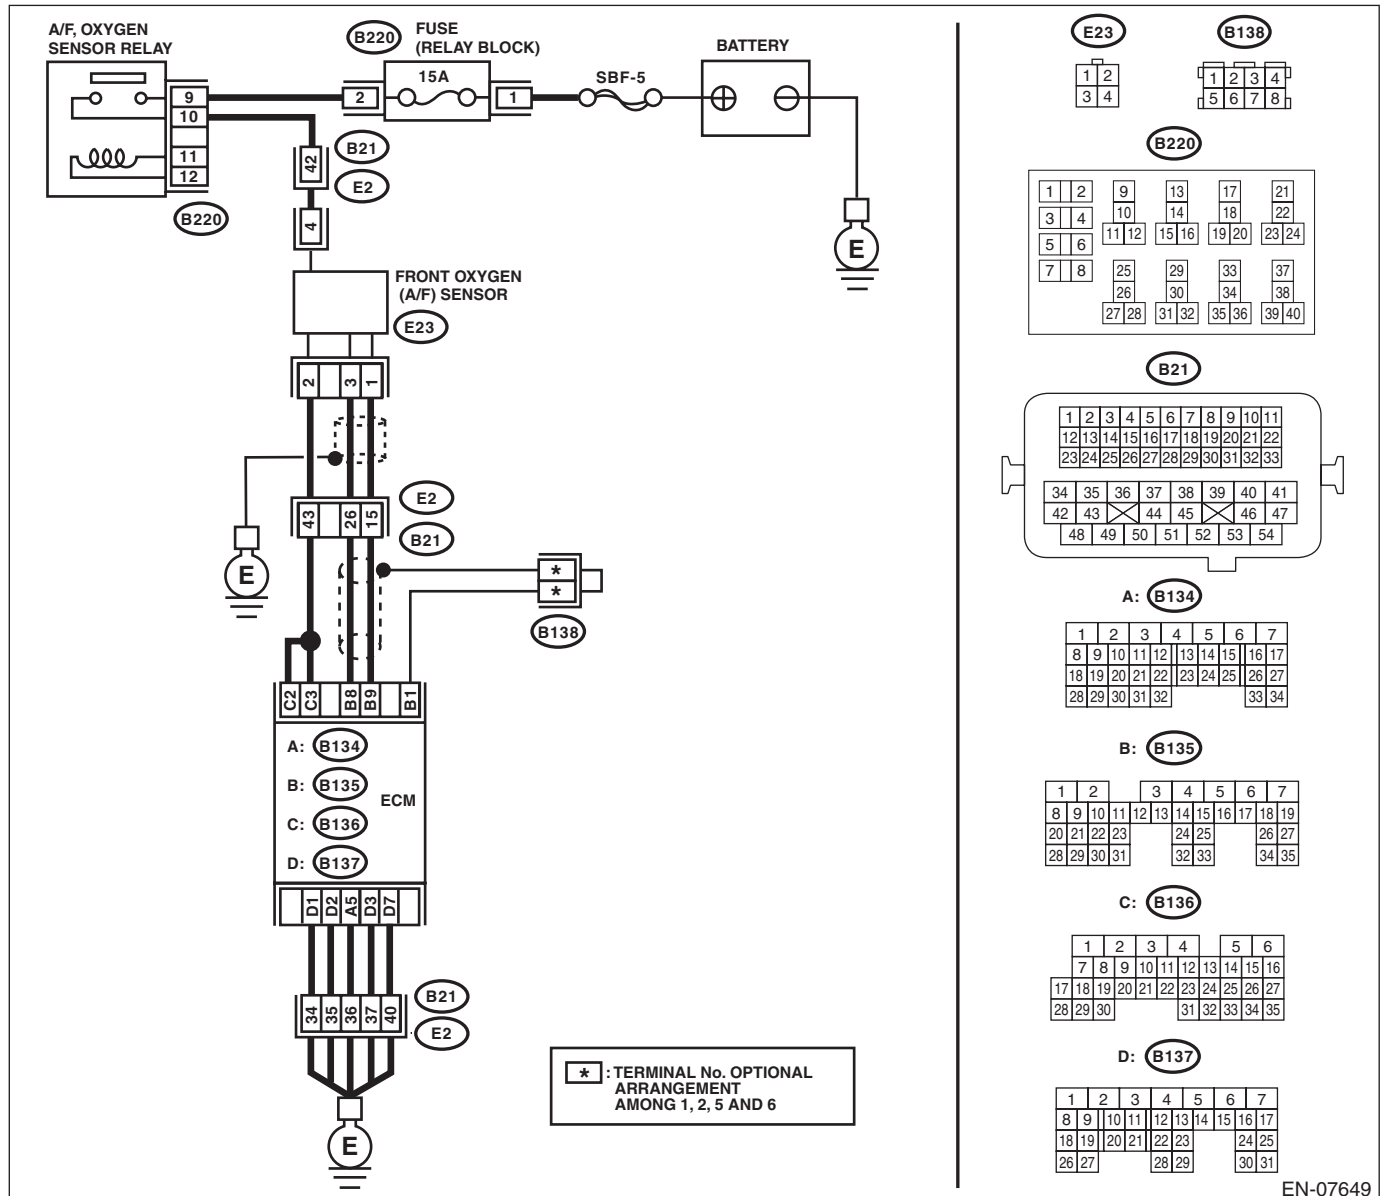 A/F, OXYGEN
SENSOR RELAY
B220
FUSE
(RELAY BLOCK)
15A
SBF-5
BATTERY
9
10
11
12
2
1
B220
42
B21
E2
4
E
FRONT OXYGEN
(A/F) SENSOR
E23
2 3 1
E2
43 26 15
B21
E
*
*
B138
C2 C3 B8 B9 B1
A: B134
B: B135
C: B136
D: B137
ECM
D1 D2 A5 D3 D7
34 35 36 37 40
B21
E2
E
* : TERMINAL No. OPTIONAL
ARRANGEMENT
AMONG 1, 2, 5 AND 6
E23
1 2
3 4
B138
1 2 3 4
5 6 7 8
B220
1 2 9 13 17 21
3 4 10 14 18 22
5 6 11 12 15 16 19 20 23 24
7 8 25 29 33 37
26 30 34 38
27 28 31 32 35 36 39 40
B21
1 2 3 4 5 6 7 8 9 10 11
12 13 14 15 16 17 18 19 20 21 22
23 24 25 26 27 28 29 30 31 32 33
34 35 36 37 38 39 40 41
42 43 44 45 46 47
48 49 50 51 52 53 54
A: B134
1 2 3 4 5 6 7
8 9 10 11 12 13 14 15 16 17
18 19 20 21 22 23 24 25 26 27
28 29 30 31 32 33 34
B: B135
1 2 3 4 5 6 7
8 9 10 11 12 13 14 15 16 17 18 19
20 21 22 23 24 25 26 27
28 29 30 31 32 33 34 35
C: B136
1 2 3 4 5 6
7 8 9 10 11 12 13 14 15 16
17 18 19 20 21 22 23 24 25 26 27
28 29 30 31 32 33 34 35
D: B137
1 2 3 4 5 6 7
8 9 10 11 12 13 14 15 16 17
18 19 20 21 22 23 24 25
26 27 28 29 30 31
EN-07649